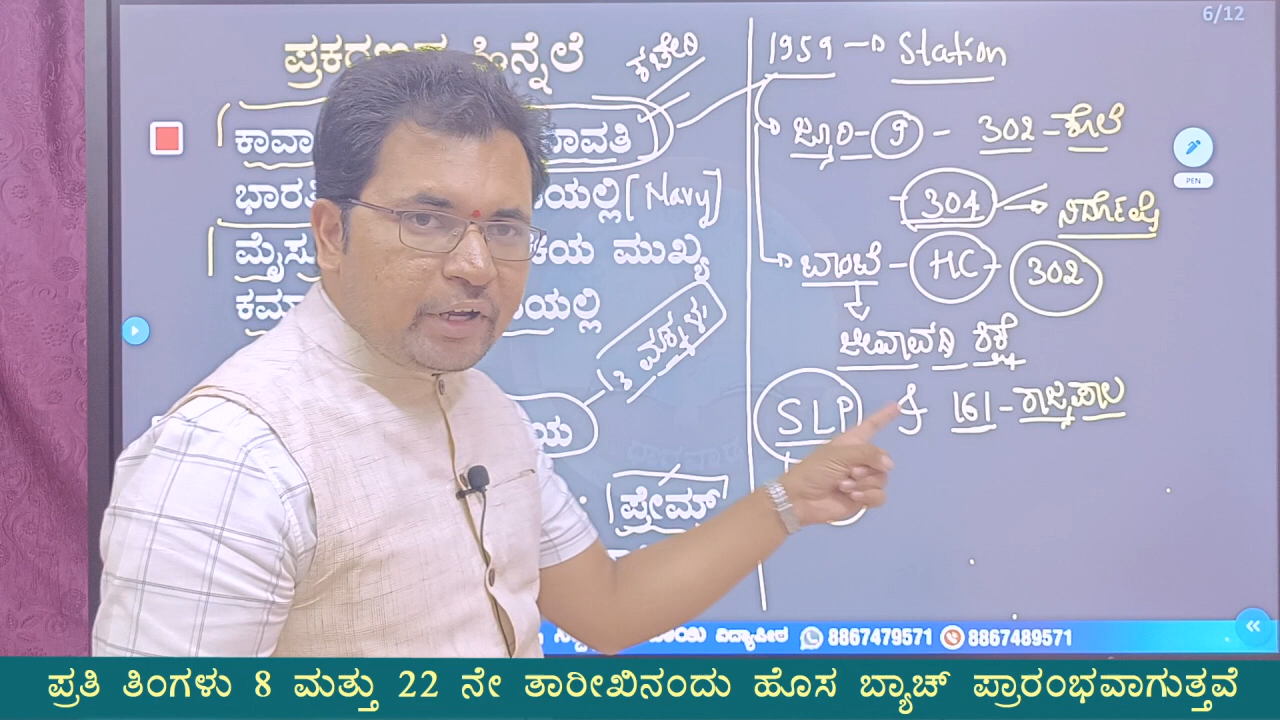 6/12
ಪ್ರಕರಣದ ಹಿನ್ನೆಲೆ
ಕಛೇರಿ
ಕಾವಾ ನಾವತಿ
ಭಾರತೀ ಯಲ್ಲಿ [Navy]
ಮೈಸೂ ಕೆಯ ಮುಖ್ಯ
ಕಮಾ ಯಲ್ಲಿ
3 ಮಕ್ಕಳು
ಯ
ಪ್ರೇಮ್
1959 → Station
ಜ್ಯೂರಿ - 9 - 302 - ಕೊಲೆ
304 → ನಿರ್ದೋಷಿ
ಬಾಂಬೆ - HC - 302
ಜೀವಾವಧಿ ಶಿಕ್ಷೆ
SLP & 161 - ರಾಜ್ಯಪಾಲ
PEN
ವಿದ್ಯಾಪೀಠ 8867479571 8867489571
ಪ್ರತಿ ತಿಂಗಳು 8 ಮತ್ತು 22 ನೇ ತಾರೀಖಿನಂದು ಹೊಸ ಬ್ಯಾಚ್ ಪ್ರಾರಂಭವಾಗುತ್ತವೆ